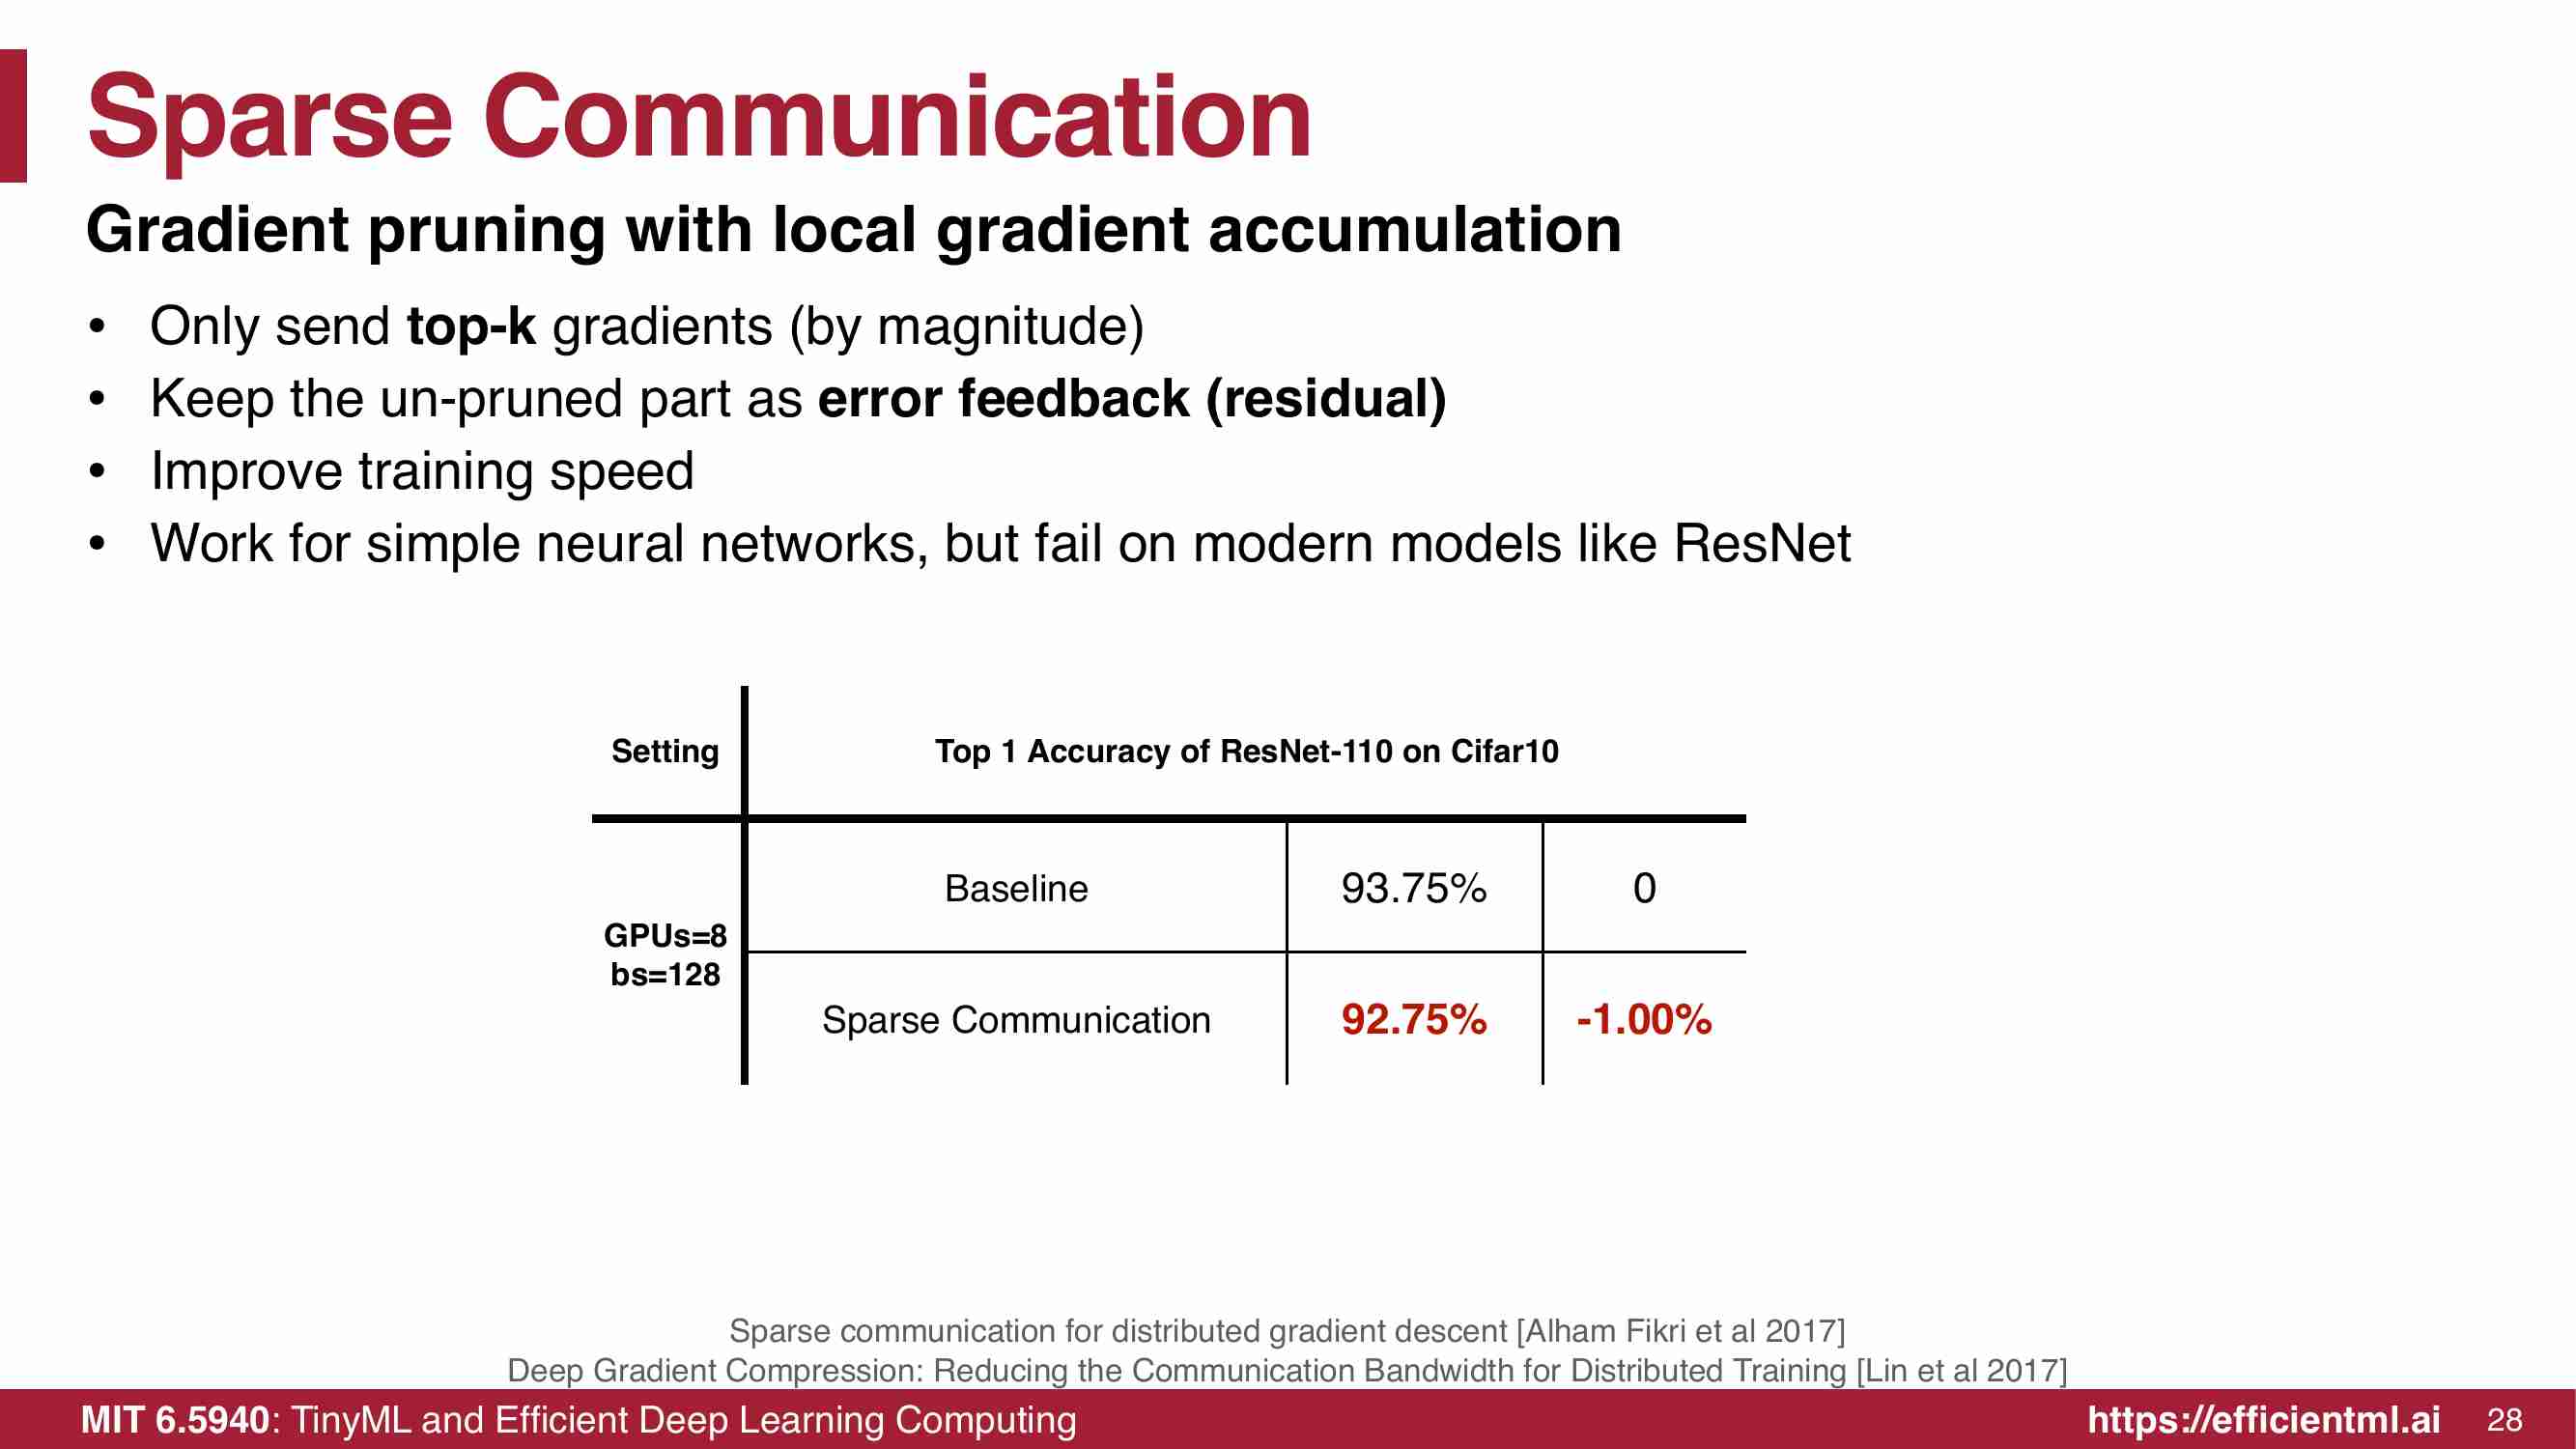 Sparse Communication
Gradient pruning with local gradient accumulation
• Only send top-k gradients (by magnitude)
• Keep the un-pruned part as error feedback (residual)
• Improve training speed
• Work for simple neural networks, but fail on modern models like ResNet
Setting Top 1 Accuracy of ResNet-110 on Cifar10
GPUs=8
bs=128
Baseline 93.75% 0
Sparse Communication 92.75% -1.00%
Sparse communication for distributed gradient descent [Alham Fikri et al 2017]
Deep Gradient Compression: Reducing the Communication Bandwidth for Distributed Training [Lin et al 2017]
MIT 6.5940: TinyML and Efficient Deep Learning Computing https://efficientml.ai 28